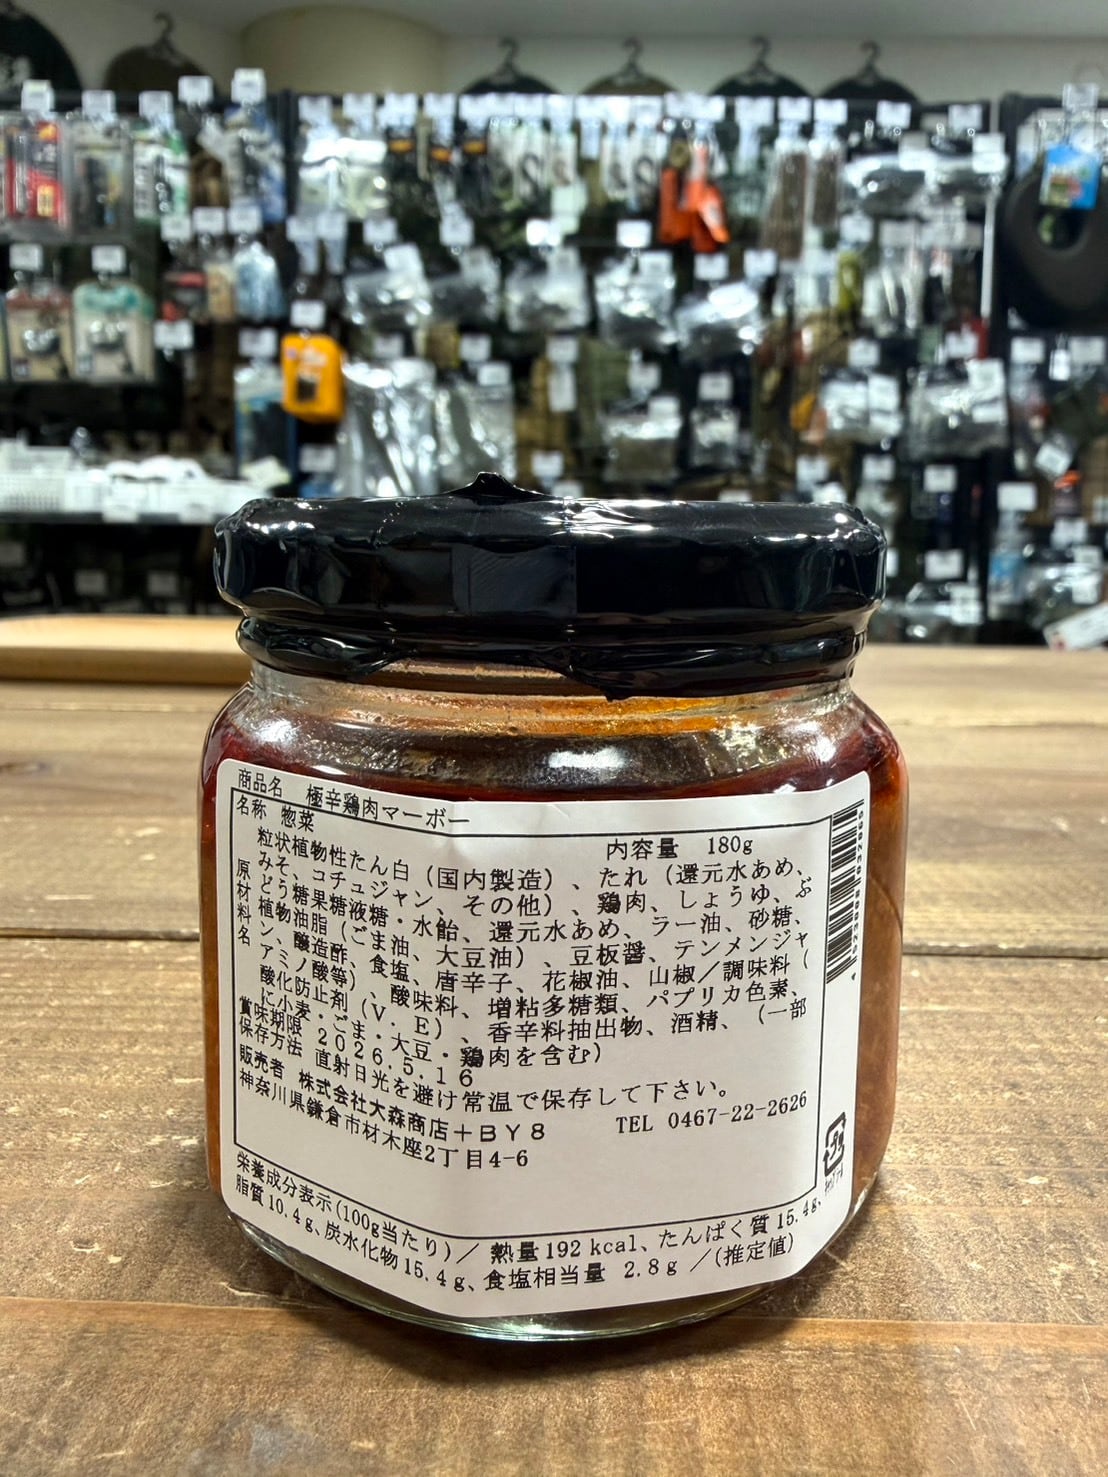 商品名 極辛鶏肉マーボー
名称 惣菜
内容量 180g
原材料名
粒状植物性たん白（国内製造）、たれ（還元水あめ、
みそ、コチュジャン、その他）、鶏肉、しょうゆ、ぶ
どう糖果糖液糖・水飴、還元水あめ、ラー油、砂糖、
植物油脂（ごま油、大豆油）、豆板醤、テンメンジャ
ン、醸造酢、食塩、唐辛子、花椒油、山椒／調味料（
アミノ酸等）、酸味料、増粘多糖類、パプリカ色素、
酸化防止剤（V．E）、香辛料抽出物、酒精、（一部
に小麦・ごま・大豆・鶏肉を含む）
賞味期限 2026.5.16
保存方法 直射日光を避け常温で保存して下さい。
販売者 株式会社大森商店＋BY8
TEL 0467-22-2626
神奈川県鎌倉市材木座2丁目4-6
栄養成分表示(100g当たり)／ 熱量192kcal、たんぱく質15.4g、
脂質10.4g、炭水化物15.4g、食塩相当量 2.8g ／(推定値)